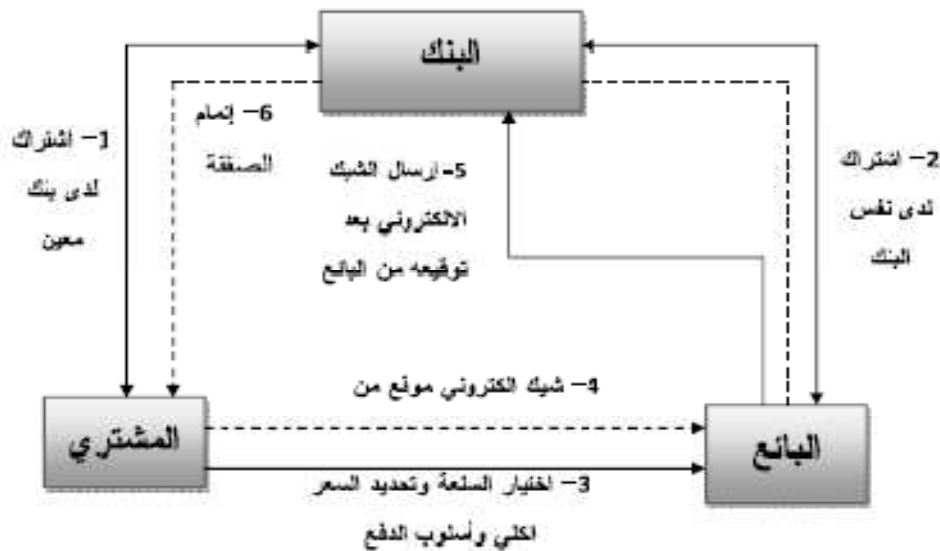 البنك
1– اشتراك
لدى بنك
معين
6– إتمام
الصفقة
5– ارسال الشيك
الالكتروني بعد
توقيعه من البائع
2– اشتراك
لدى نفس
البنك
4– شيك الكتروني موقع من
المشتري
البائع
3– اختيار السلعة وتحديد السعر
اكلي وأسلوب الدفع